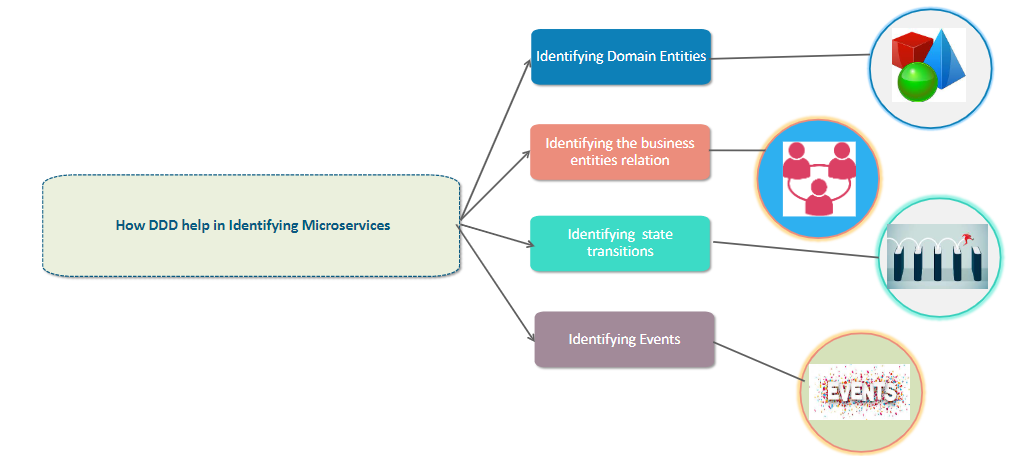 How DDD help in Identifying Microservices
Identifying Domain Entities
Identifying the business
entities relation
Identifying state
transitions
Identifying Events
EVENTS